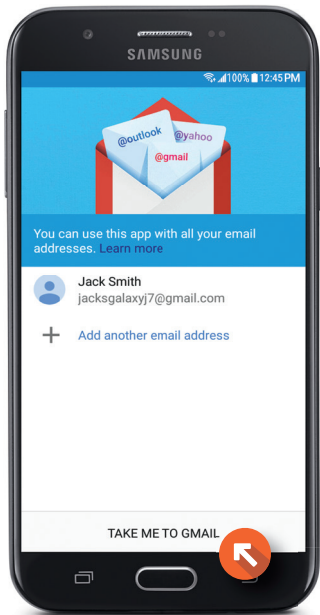 SAMSUNG
100% 12:45 PM
@outlook
@yahoo
@gmail
You can use this app with all your email
addresses. Learn more
Jack Smith
jacksgalaxyj7@gmail.com
Add another email address
TAKE ME TO GMAIL